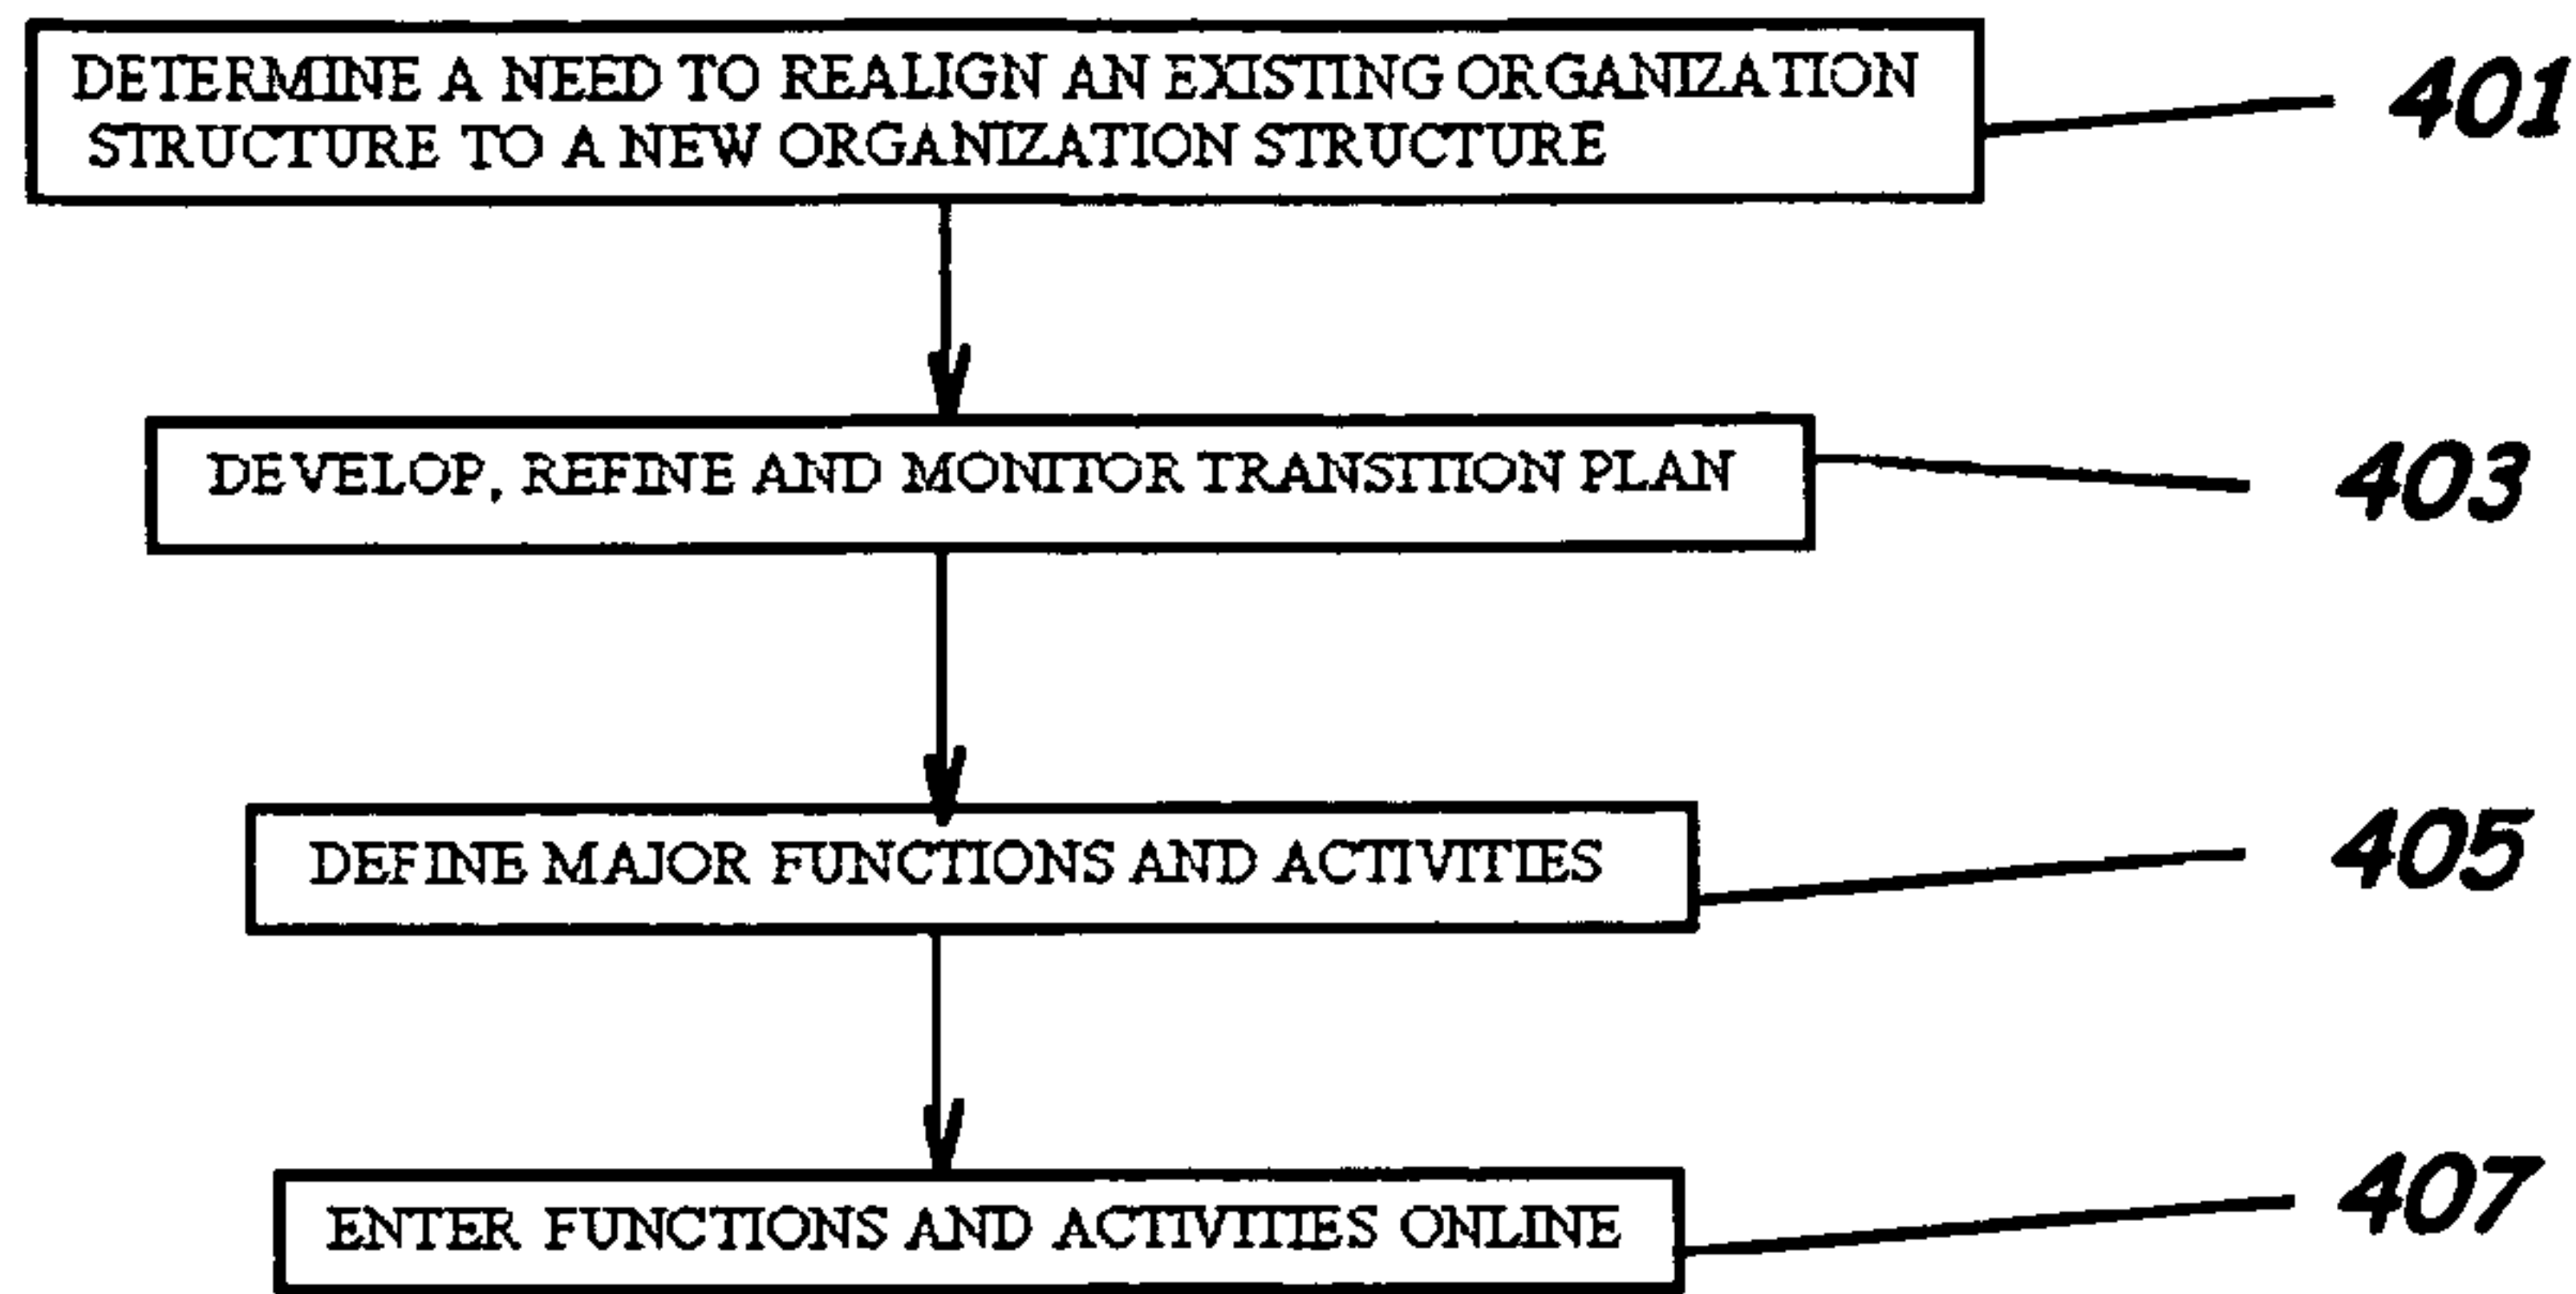 DETERMINE A NEED TO REALIGN AN EXISTING ORGANIZATION
STRUCTURE TO A NEW ORGANIZATION STRUCTURE
401
DEVELOP, REFINE AND MONITOR TRANSITION PLAN
403
DEFINE MAJOR FUNCTIONS AND ACTIVITIES
405
ENTER FUNCTIONS AND ACTIVITIES ONLINE
407